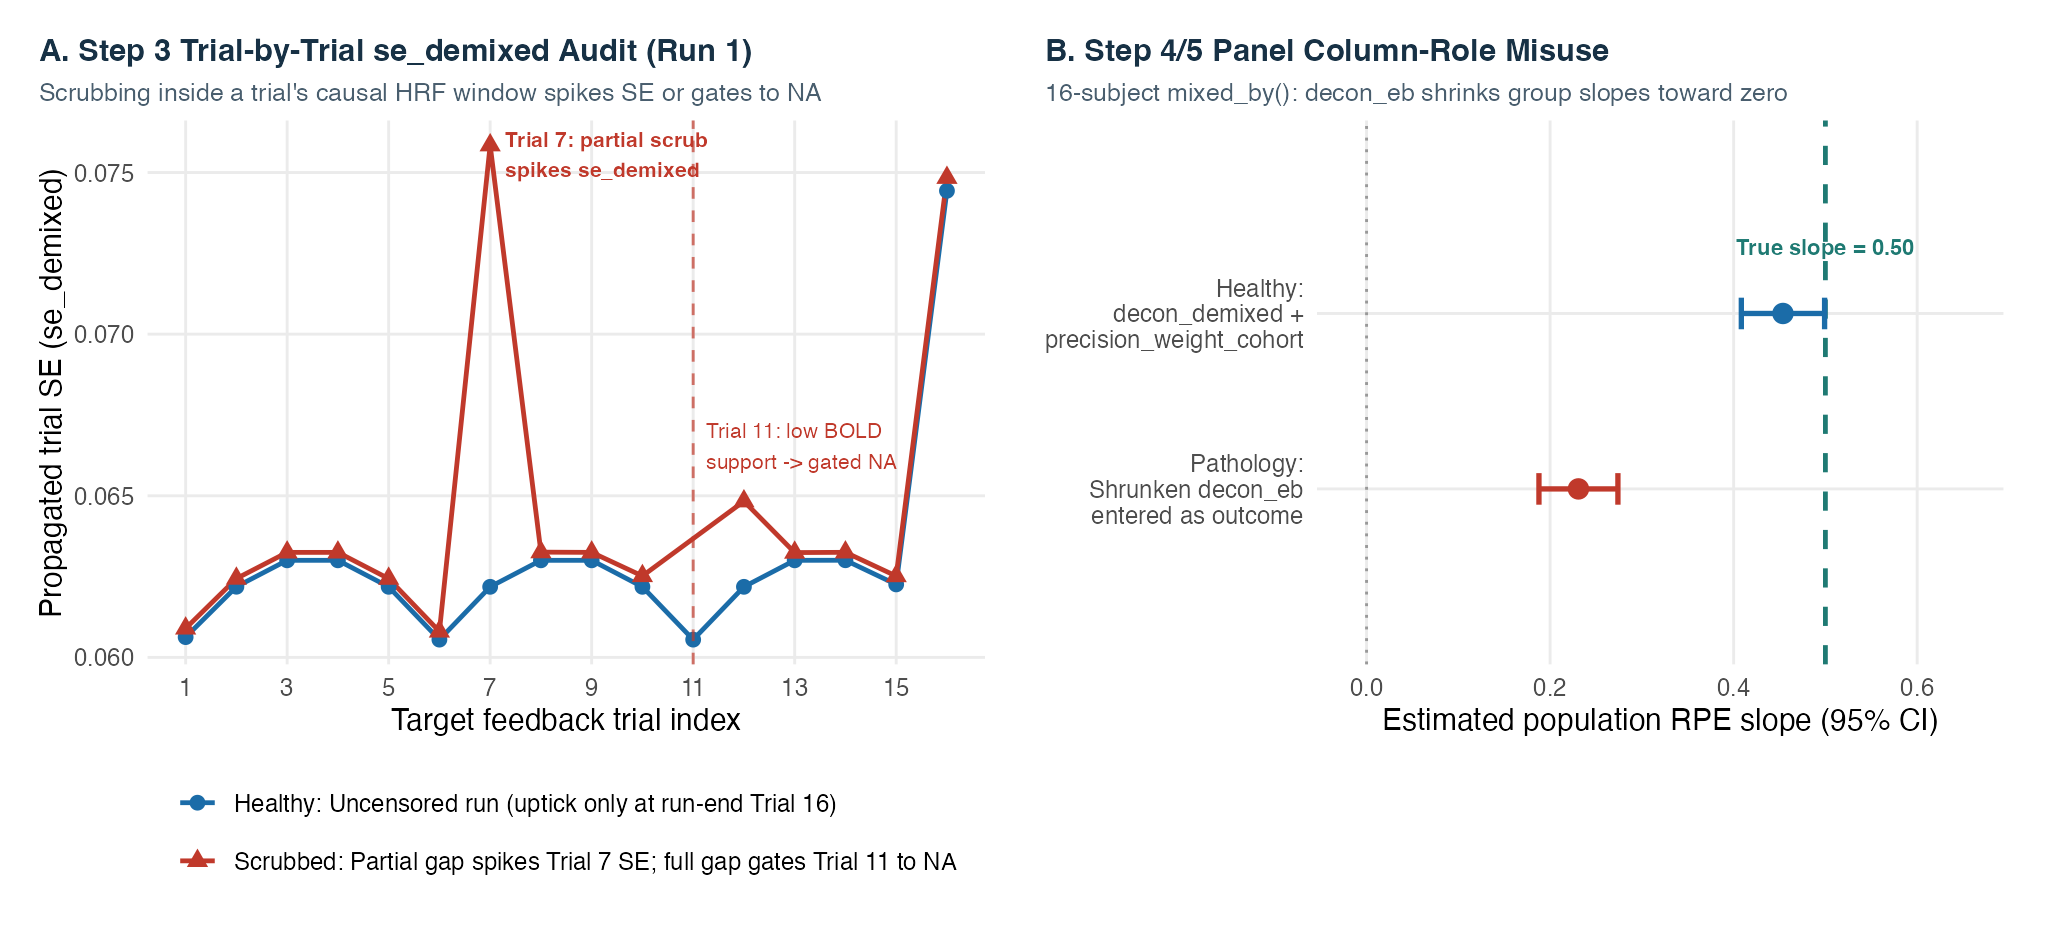 A. Step 3 Trial-by-Trial se_demixed Audit (Run 1)
Scrubbing inside a trial's causal HRF window spikes SE or gates to NA
Propagated trial SE (se_demixed)
0.075
0.070
0.065
0.060
Trial 7: partial scrub
spikes se_demixed
Trial 11: low BOLD
support -> gated NA
1 3 5 7 9 11 13 15
Target feedback trial index
Healthy: Uncensored run (uptick only at run-end Trial 16)
Scrubbed: Partial gap spikes Trial 7 SE; full gap gates Trial 11 to NA
B. Step 4/5 Panel Column-Role Misuse
16-subject mixed_by(): decon_eb shrinks group slopes toward zero
True slope = 0.50
Healthy:
decon_demixed +
precision_weight_cohort
Pathology:
Shrunken decon_eb
entered as outcome
0.0 0.2 0.4 0.6
Estimated population RPE slope (95% CI)